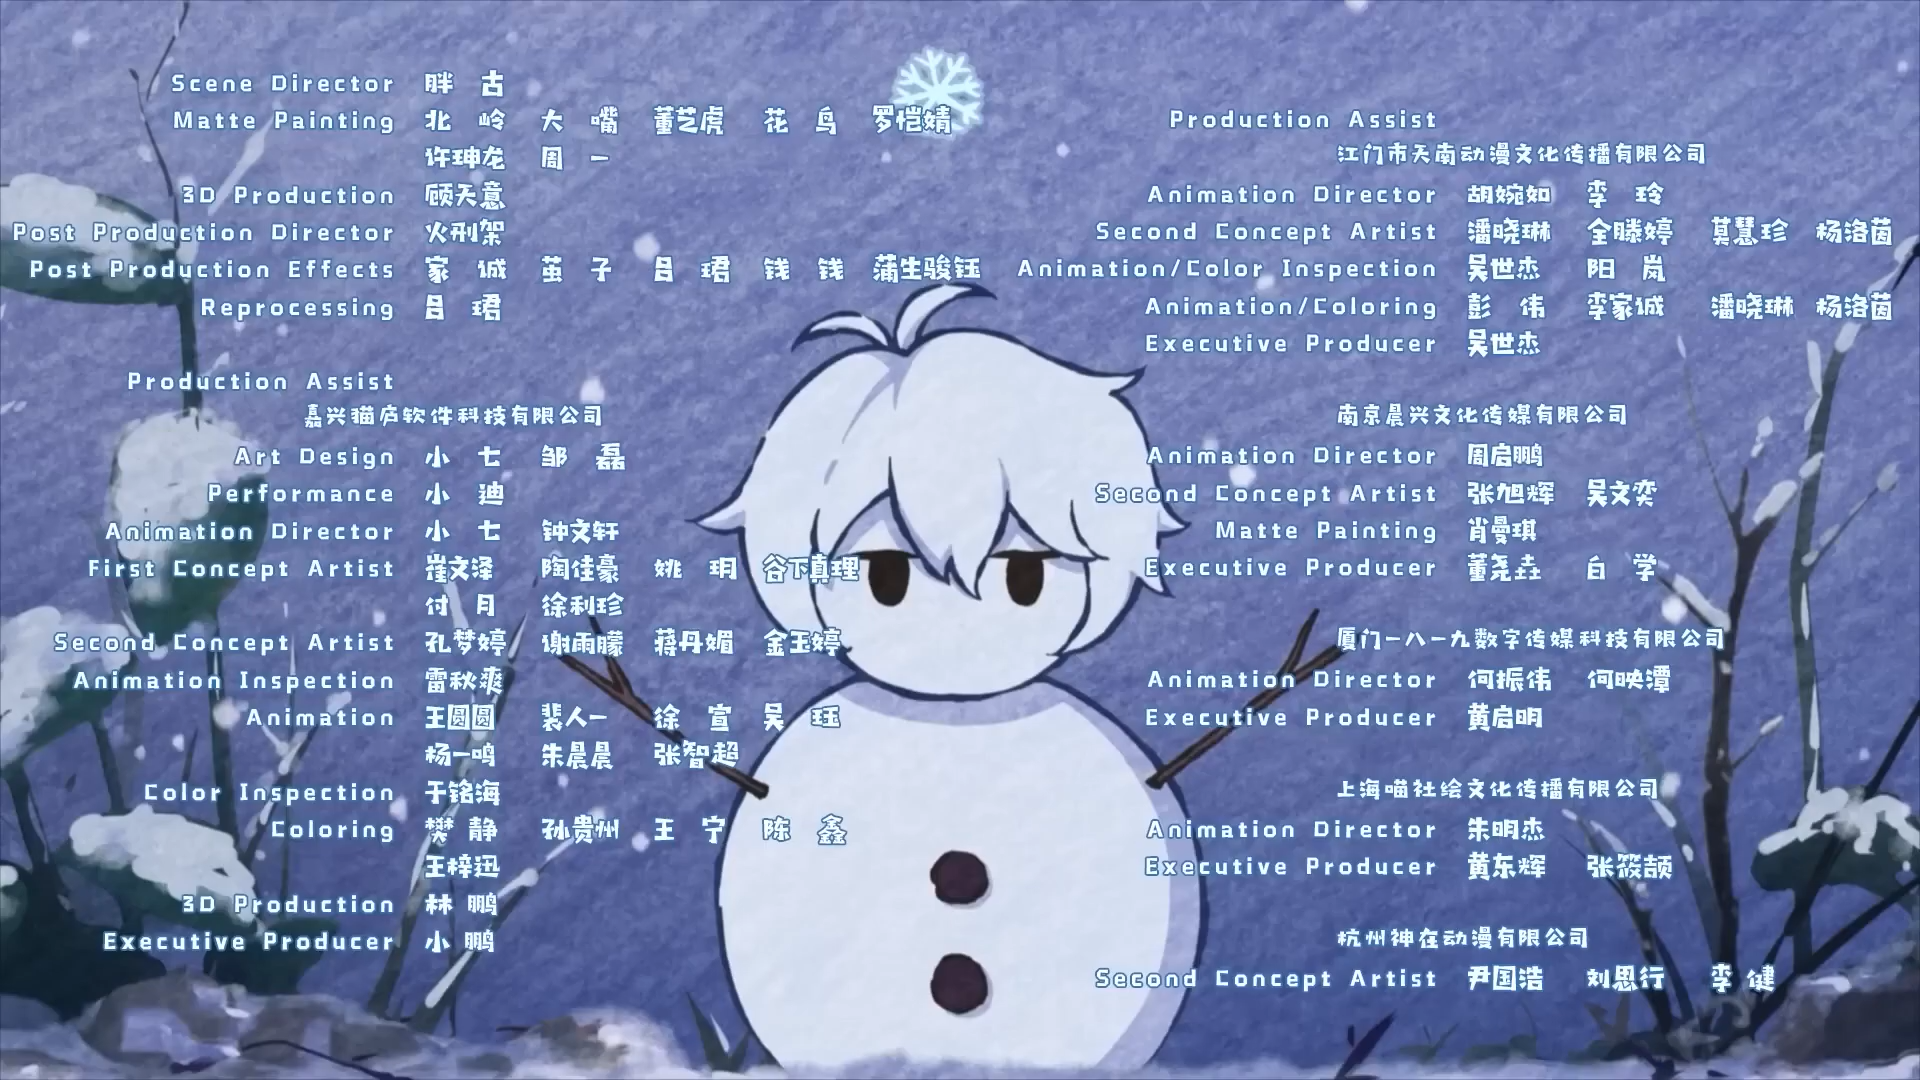 Scene Director 胖 古
Matte Painting 北 岭 大 嘴 董艺虎 花 鸟 罗恺婧
许珅龙 周 一
3D Production 顾天意
Post Production Director 火刑架
Post Production Effects 家 诚 茧 子 吕 珺 钱 钱 蒲生骏钰
Reprocessing 吕 珺
Production Assist
嘉兴猫庐软件科技有限公司
Art Design 小 七 邹 磊
Performance 小 迪
Animation Director 小 七 钟文轩
First Concept Artist 崔文泽 陶佳豪 姚 玥 谷下真理
付 月 徐利珍
Second Concept Artist 孔梦婷 谢雨朦 蒋丹媚 金玉婷
Animation Inspection 雷秋爽
Animation 王圆圆 裴人一 徐 宣 吴 珏
杨一鸣 朱晨晨 张智超
Color Inspection 于铭海
Coloring 樊 静 孙贵州 王 宁 陈 鑫
王梓迅
3D Production 林 鹏
Executive Producer 小 鹏
Production Assist
江门市天南动漫文化传播有限公司
Animation Director 胡婉如 李 玲
Second Concept Artist 潘晓琳 全滕婷 莫慧珍 杨洛茵
Animation/Color Inspection 吴世杰 阳 岚
Animation/Coloring 彭 伟 李家诚 潘晓琳 杨洛茵
Executive Producer 吴世杰
南京晨兴文化传媒有限公司
Animation Director 周启鹏
Second Concept Artist 张旭辉 吴文奕
Matte Painting 肖曼琪
Executive Producer 董尧垚 白 学
厦门一八一九数字传媒科技有限公司
Animation Director 何振伟 何映潭
Executive Producer 黄启明
上海喵社绘文化传播有限公司
Animation Director 朱明杰
Executive Producer 黄东辉 张筱颉
杭州神在动漫有限公司
Second Concept Artist 尹国浩 刘思行 李 健